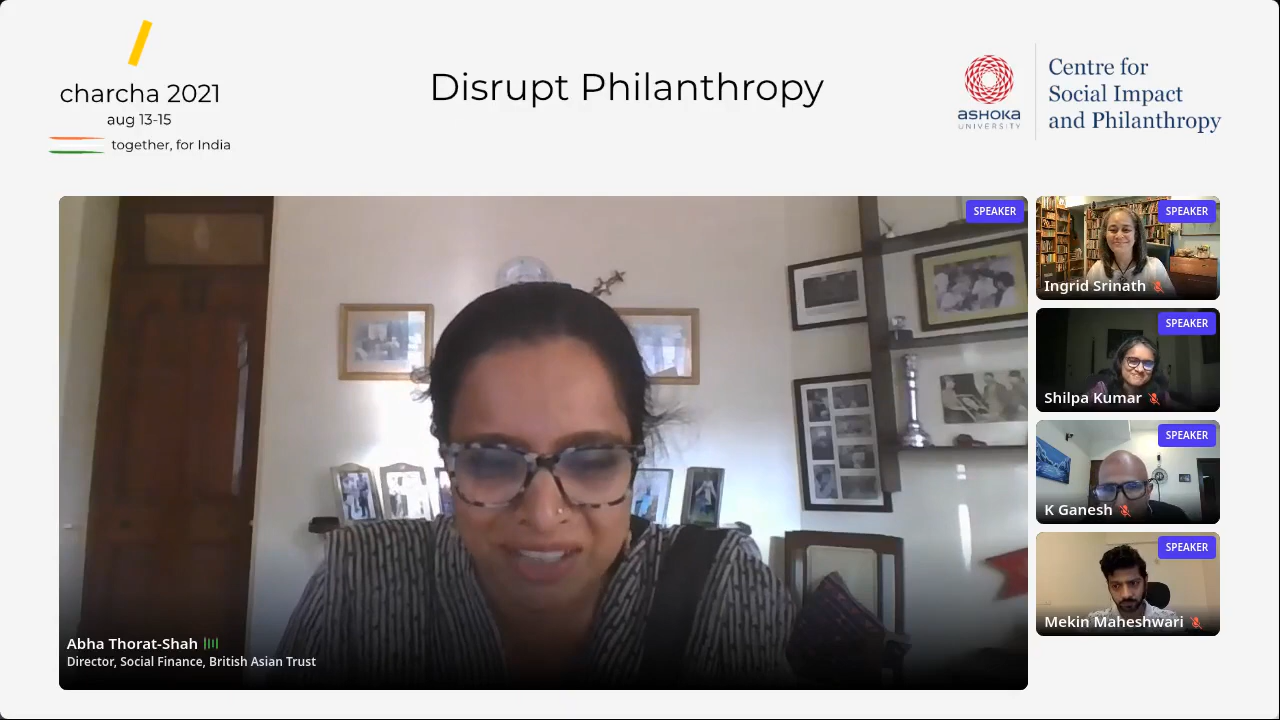 charcha 2021
aug 13-15
together, for India
Disrupt Philanthropy
ASHOKA
UNIVERSITY
Centre for
Social Impact
and Philanthropy
SPEAKER
Abha Thorat-Shah
Director, Social Finance, British Asian Trust
SPEAKER
Ingrid Srinath
SPEAKER
Shilpa Kumar
SPEAKER
K Ganesh
SPEAKER
Mekin Maheshwari